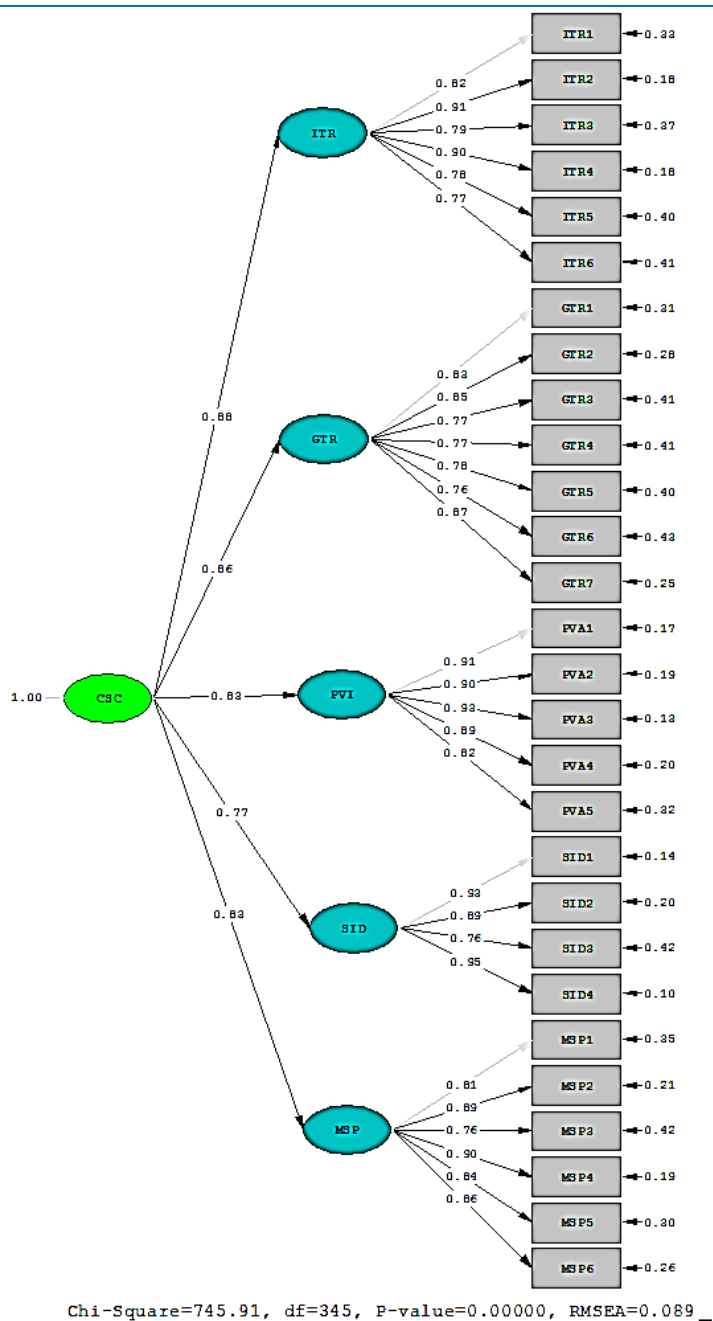 ITR1 0.33
0.82
ITR2 0.18
0.91
ITR ITR3 0.37
0.79
ITR4 0.18
0.90
ITR5 0.40
0.78
ITR6 0.41
0.77
GTR1 0.31
0.83
GTR2 0.28
0.85
GTR3 0.41
0.77
0.88
GTR GTR4 0.41
0.77
GTR5 0.40
0.78
GTR6 0.43
0.76
GTR7 0.25
0.87
0.86
PVA1 0.17
0.91
PVA2 0.19
0.90
1.00 CSC 0.83 PVI PVA3 0.13
0.93
PVA4 0.20
0.89
PVA5 0.32
0.82
0.77
SID1 0.14
0.93
SID2 0.20
0.89
0.83
SID SID3 0.42
0.76
SID4 0.10
0.95
MSP1 0.35
0.81
MSP2 0.21
0.89
MSP MSP3 0.42
0.76
MSP4 0.19
0.90
MSP5 0.30
0.84
MSP6 0.26
0.86
Chi-Square=745.91, df=345, P-value=0.00000, RMSEA=0.089